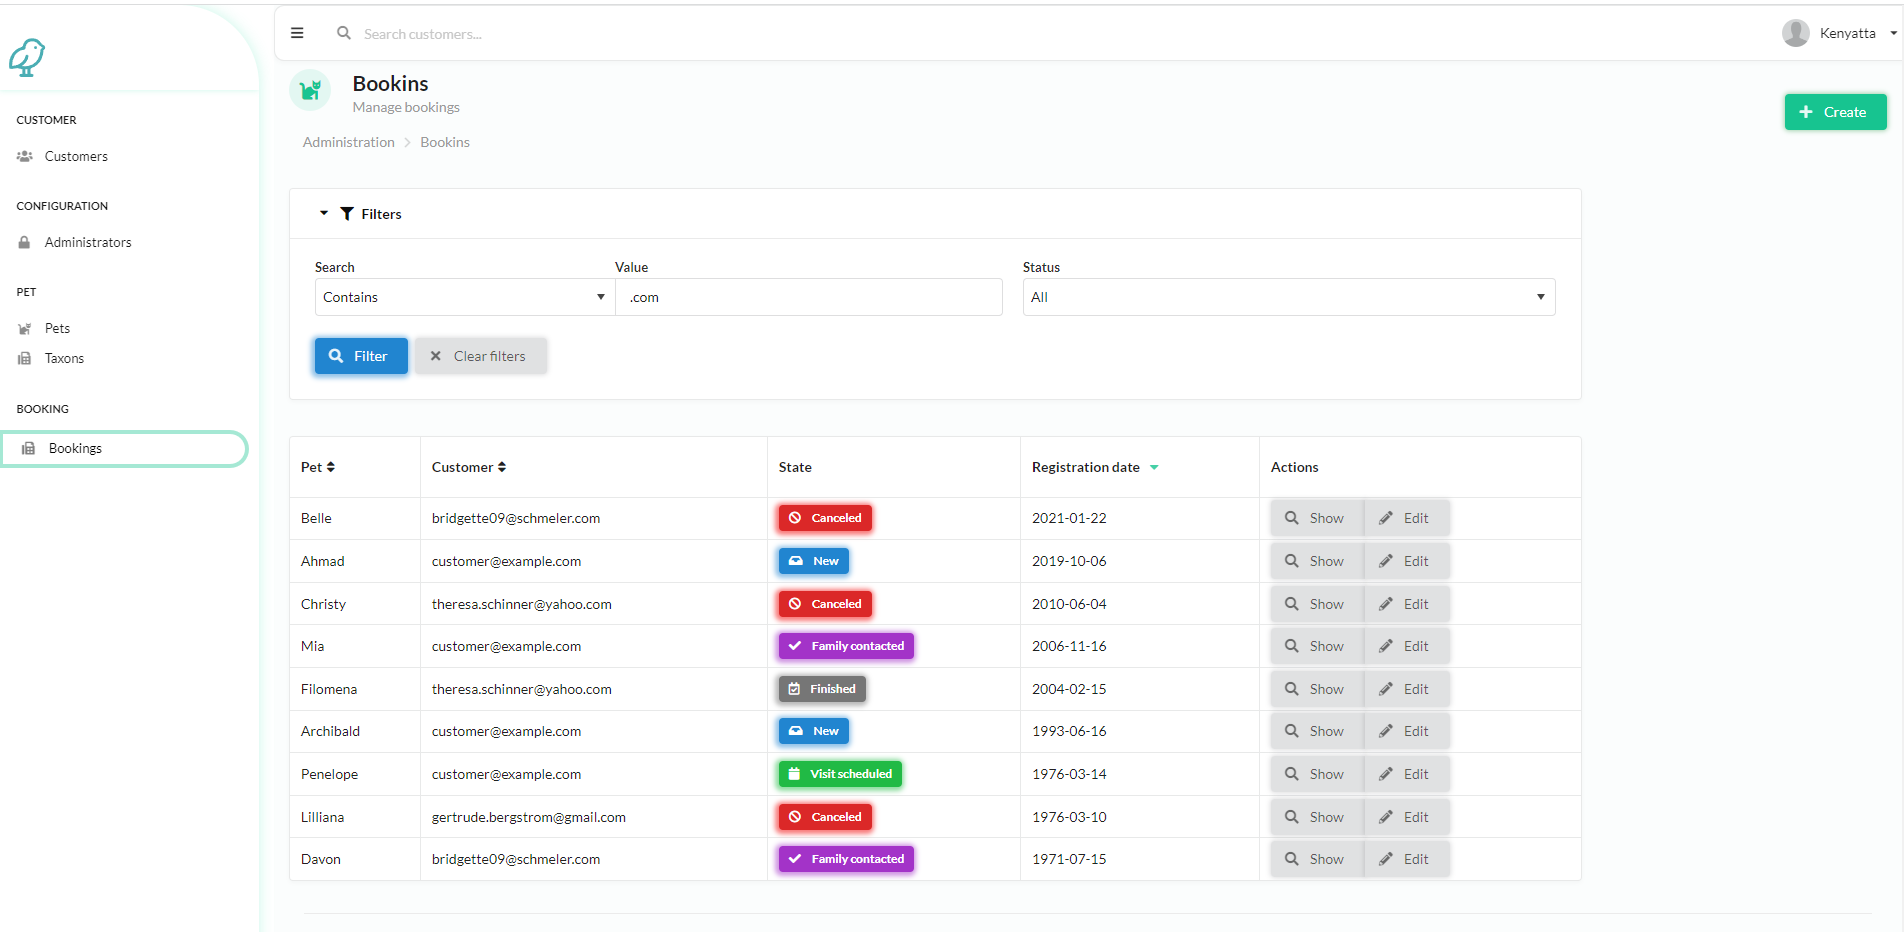 Search customers...
Kenyatta
CUSTOMER
Customers
CONFIGURATION
Administrators
PET
Pets
Taxons
BOOKING
Bookings
Bookins
Manage bookings
Administration Bookins
Create
Filters
Search Value Status
Contains .com All
Filter Clear filters
Pet Customer State Registration date Actions
Belle bridgette09@schmeler.com Canceled 2021-01-22 Show Edit
Ahmad customer@example.com New 2019-10-06 Show Edit
Christy theresa.schinner@yahoo.com Canceled 2010-06-04 Show Edit
Mia customer@example.com Family contacted 2006-11-16 Show Edit
Filomena theresa.schinner@yahoo.com Finished 2004-02-15 Show Edit
Archibald customer@example.com New 1993-06-16 Show Edit
Penelope customer@example.com Visit scheduled 1976-03-14 Show Edit
Lilliana gertrude.bergstrom@gmail.com Canceled 1976-03-10 Show Edit
Davon bridgette09@schmeler.com Family contacted 1971-07-15 Show Edit